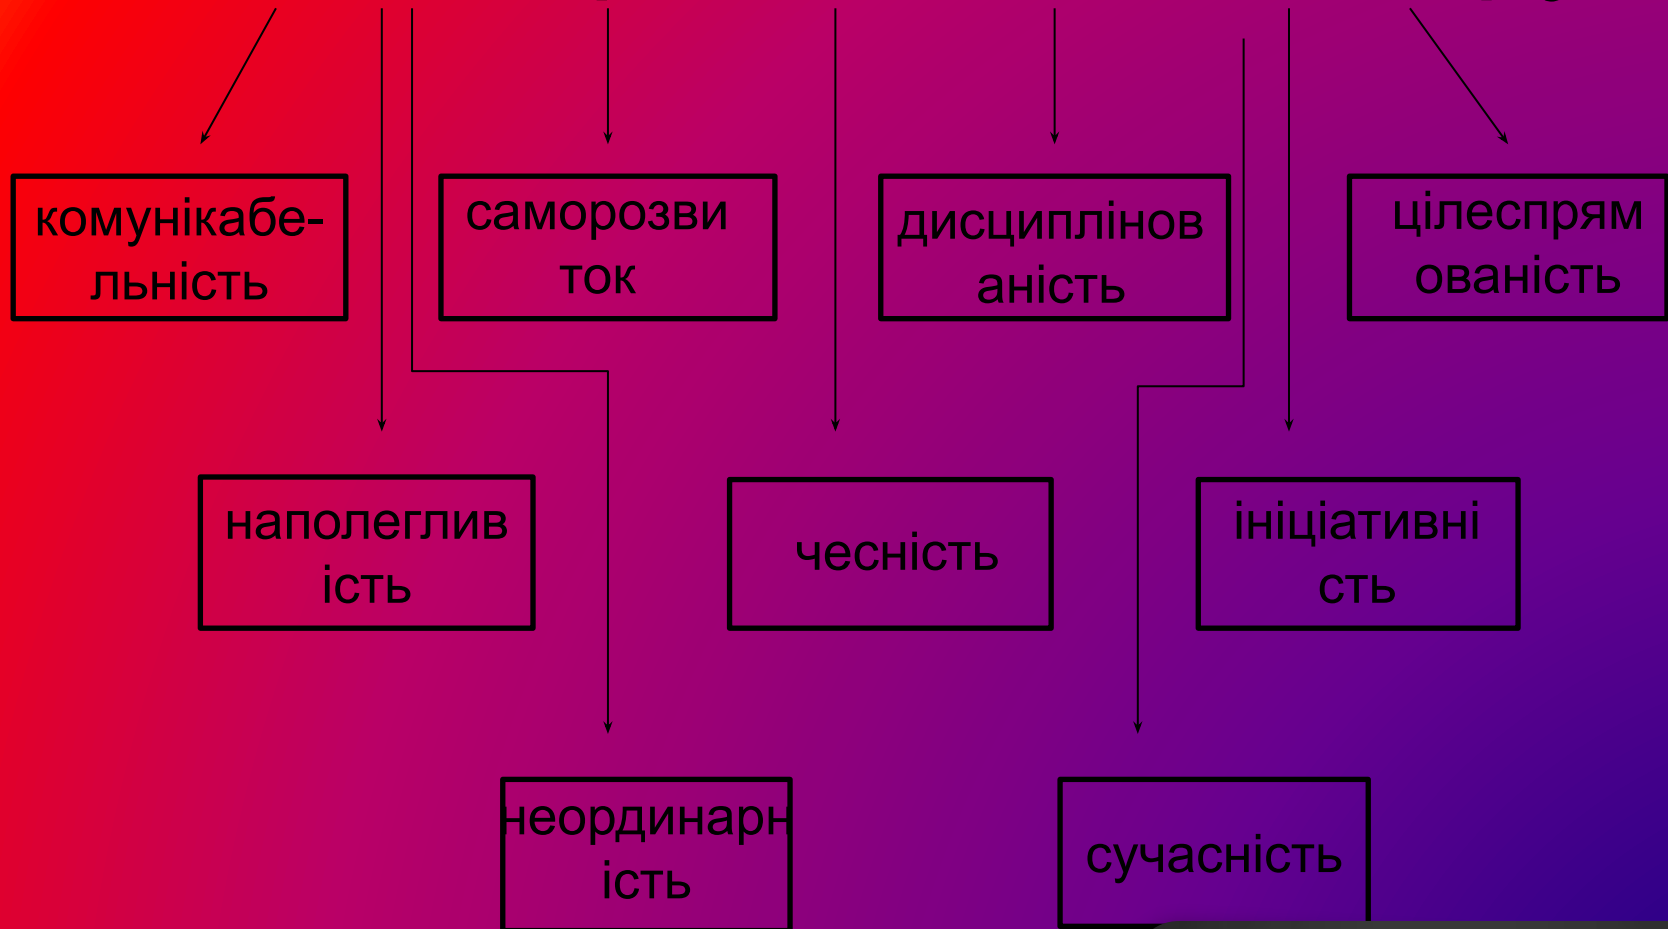 комунікабе-
льність
саморозви
ток
дисциплінов
аність
цілеспрям
ованість
наполеглив
ість
чесність
ініціативні
сть
неординарн
ість
сучасність